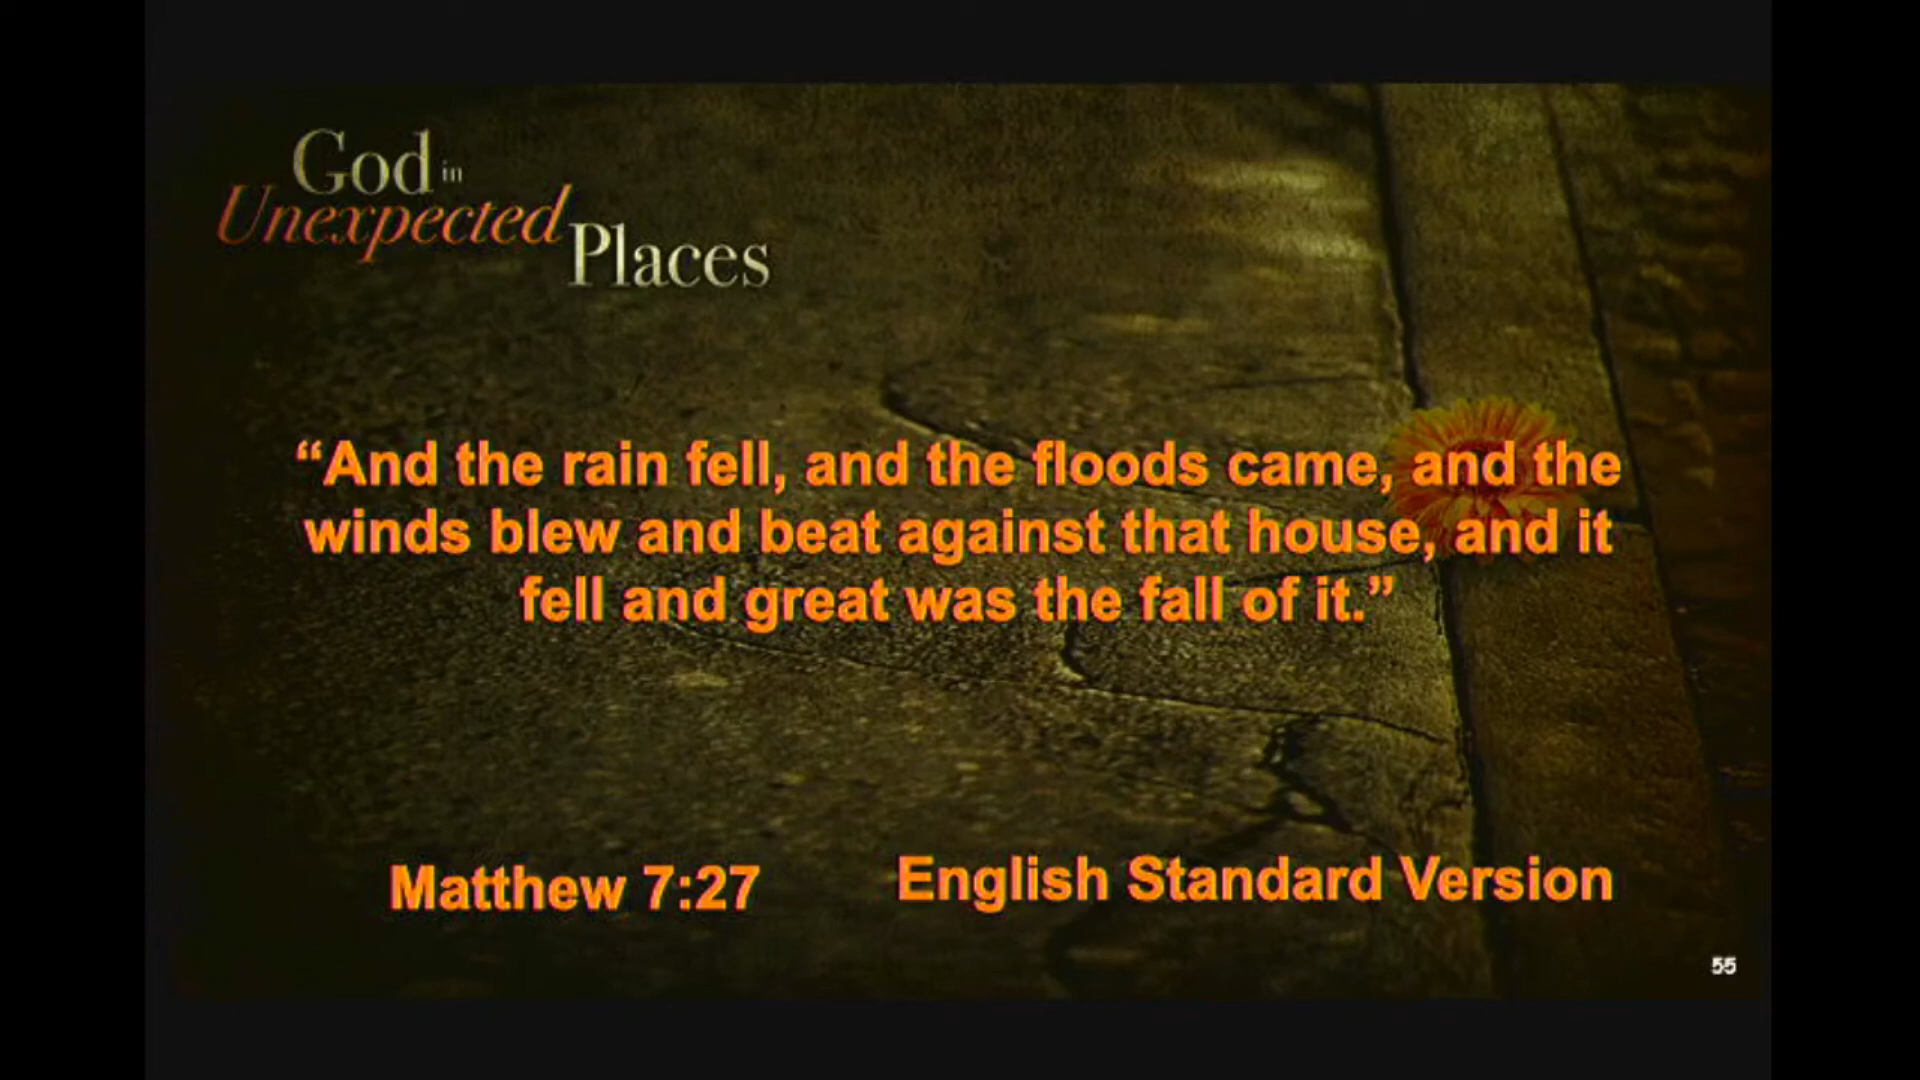 God in
Unexpected
Places
“And the rain fell, and the floods came, and the
winds blew and beat against that house, and it
fell and great was the fall of it.”
Matthew 7:27
English Standard Version
55